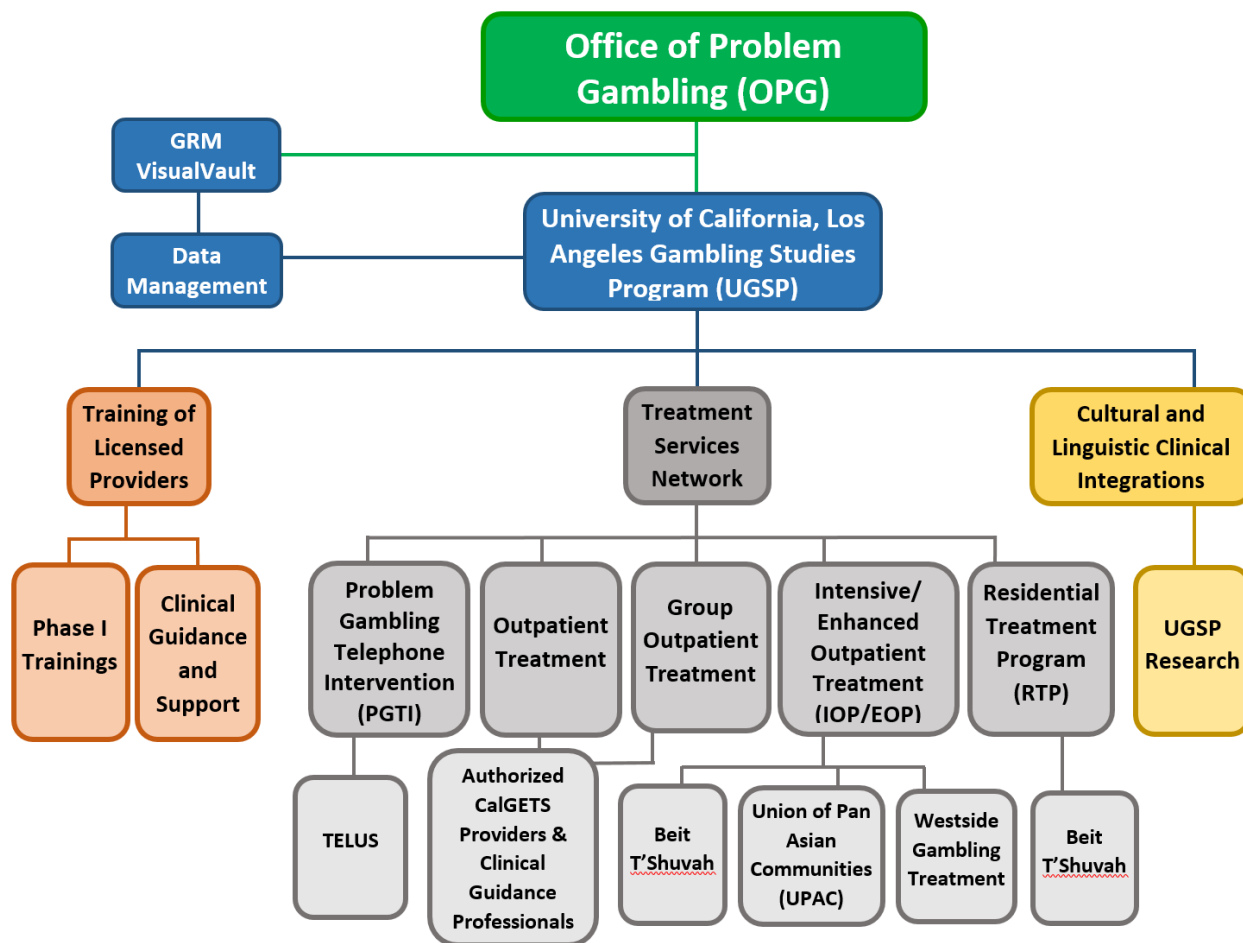 Office of Problem
Gambling (OPG)
GRM
VisualVault
University of California, Los
Angeles Gambling Studies
Program (UGSP)
Data
Management
Training of
Licensed
Providers
Treatment
Services
Network
Cultural and
Linguistic Clinical
Integrations
Phase I
Trainings
Clinical
Guidance
and
Support
Problem
Gambling
Telephone
Intervention
(PGTI)
Outpatient
Treatment
Group
Outpatient
Treatment
Intensive/
Enhanced
Outpatient
Treatment
(IOP/EOP)
Residential
Treatment
Program
(RTP)
UGSP
Research
TELUS
Authorized
CalGETS
Providers &
Clinical
Guidance
Professionals
Beit
T’Shuvah
Union of Pan
Asian
Communities
(UPAC)
Westside
Gambling
Treatment
Beit
T’Shuvah